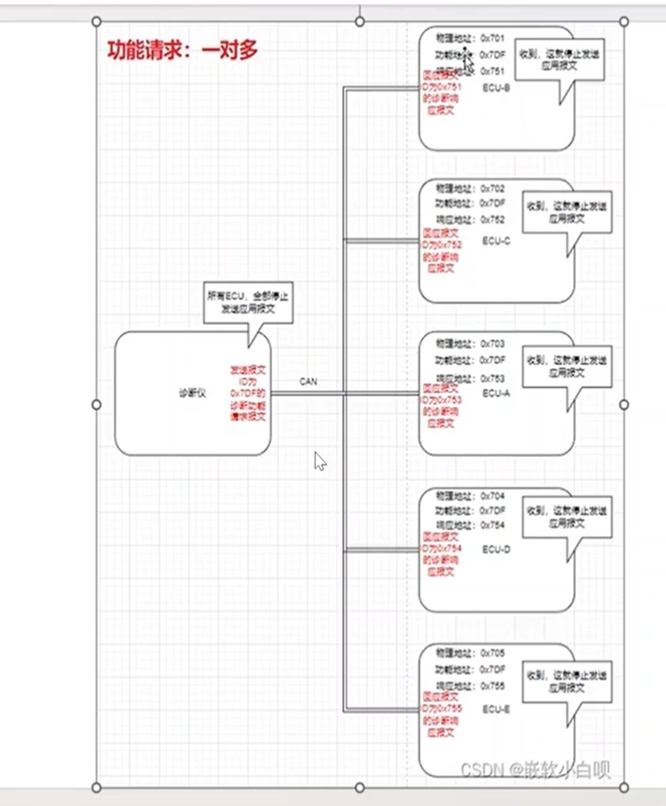 功能请求：一对多
物理地址：0x701
功能地址：0x7DF
响应地址：0x751
回应报文
ID为0x751
的诊断响
应报文
ECU-B
收到，这就停止发送
应用报文
物理地址：0x702
功能地址：0x7DF
响应地址：0x752
回应报文
ID为0x752
的诊断响
应报文
ECU-C
收到，这就停止发送
应用报文
所有ECU，全部停止
发送应用报文
诊断仪
发送报文
ID为
0x7DF的
诊断功能
请求报文
CAN
物理地址：0x703
功能地址：0x7DF
响应地址：0x753
回应报文
ID为0x753
的诊断响
应报文
ECU-A
收到，这就停止发送
应用报文
物理地址：0x704
功能地址：0x7DF
响应地址：0x754
回应报文
ID为0x754
的诊断响
应报文
ECU-D
收到，这就停止发送
应用报文
物理地址：0x705
功能地址：0x7DF
响应地址：0x755
回应报文
ID为0x755
的诊断响
应报文
ECU-E
收到，这就停止发送
应用报文
CSDN @嵌软小白呗